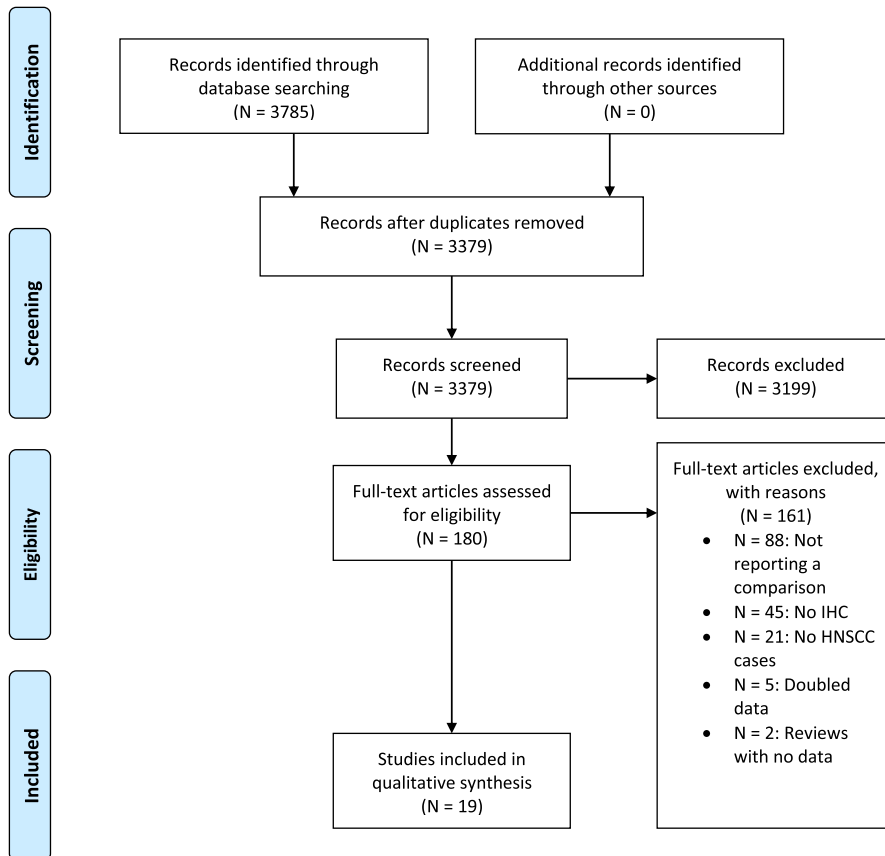 Identification
Records identified through
database searching
(N = 3785)
Additional records identified
through other sources
(N = 0)
Records after duplicates removed
(N = 3379)
Screening
Records screened
(N = 3379)
Records excluded
(N = 3199)
Eligibility
Full-text articles assessed
for eligibility
(N = 180)
Full-text articles excluded,
with reasons
(N = 161)
• N = 88: Not
reporting a
comparison
• N = 45: No IHC
• N = 21: No HNSCC
cases
• N = 5: Doubled
data
• N = 2: Reviews
with no data
Included
Studies included in
qualitative synthesis
(N = 19)